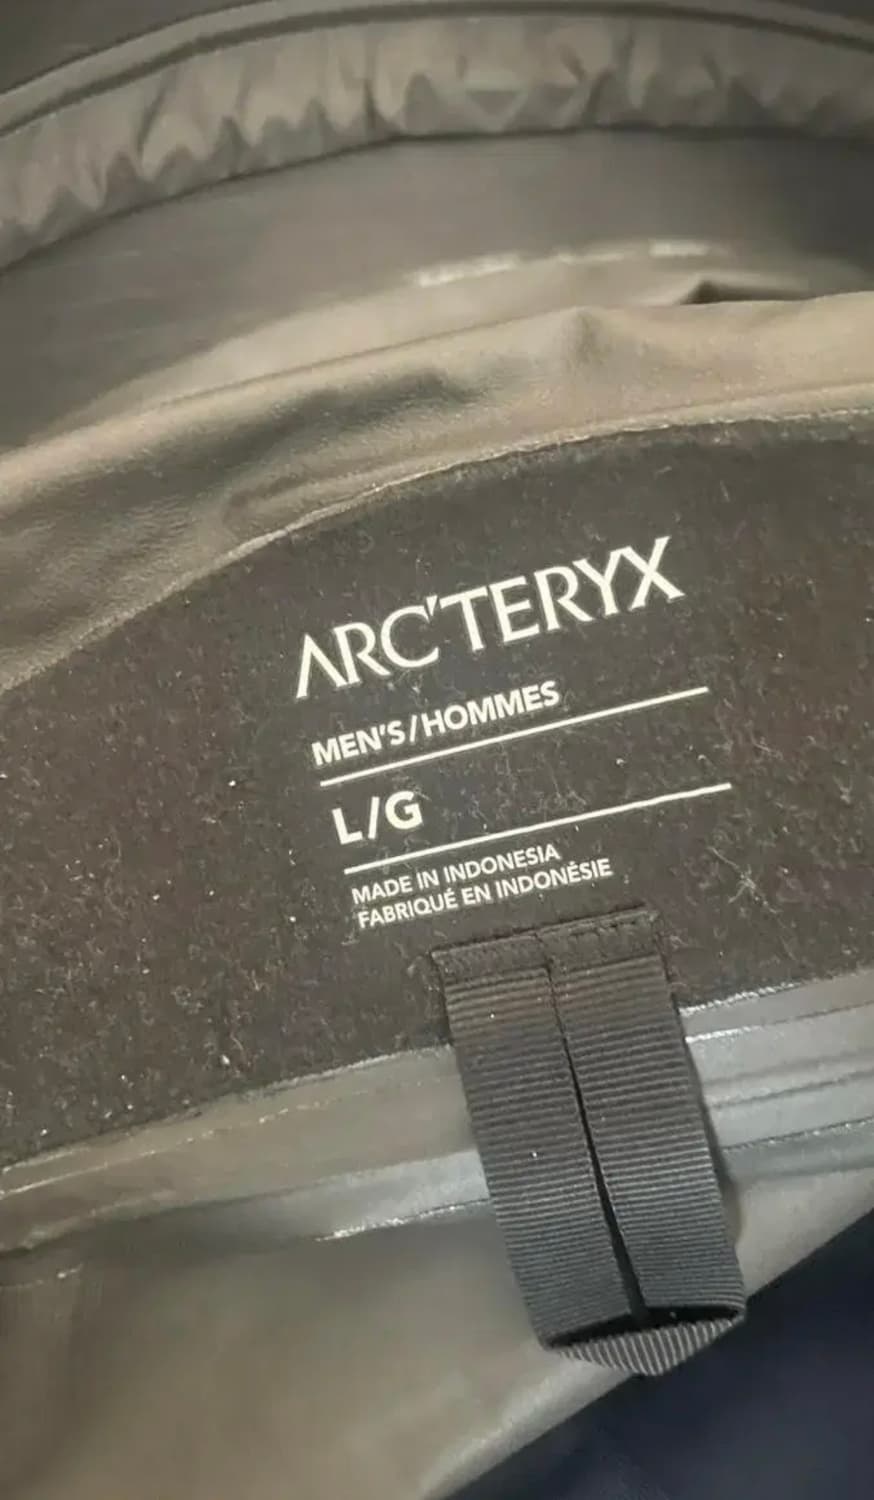 ARC'TERYX
MEN'S/HOMMES
L/G
MADE IN INDONESIA
FABRIQUÉ EN INDONÉSIE